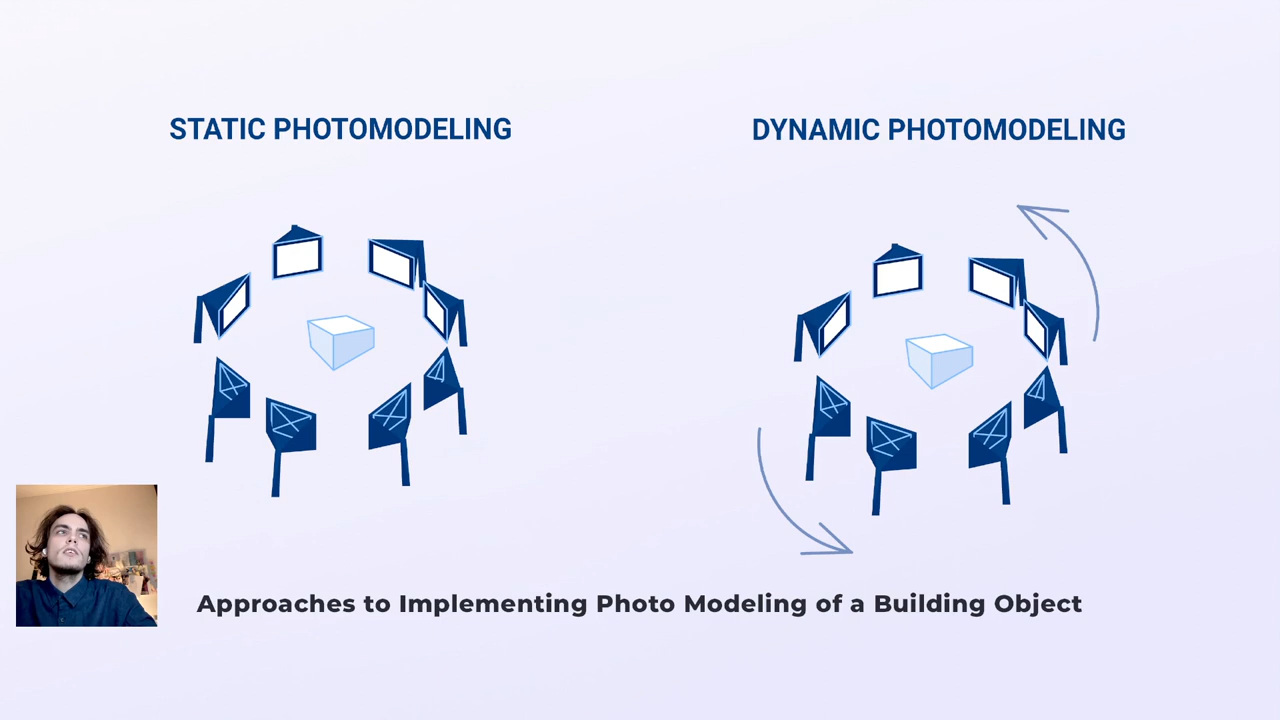 STATIC PHOTOMODELING
DYNAMIC PHOTOMODELING
Approaches to Implementing Photo Modeling of a Building Object